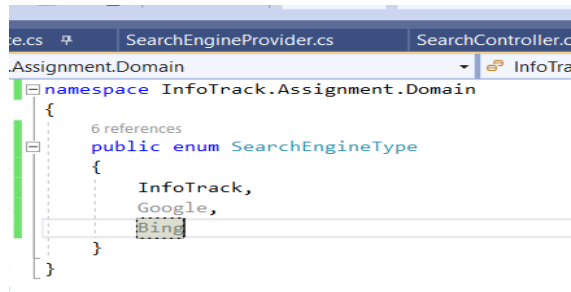 e.cs SearchEngineProvider.cs SearchController.c
.Assignment.Domain InfoTra
namespace InfoTrack.Assignment.Domain
{
6 references
public enum SearchEngineType
{
InfoTrack,
Google,
Bing
}
}